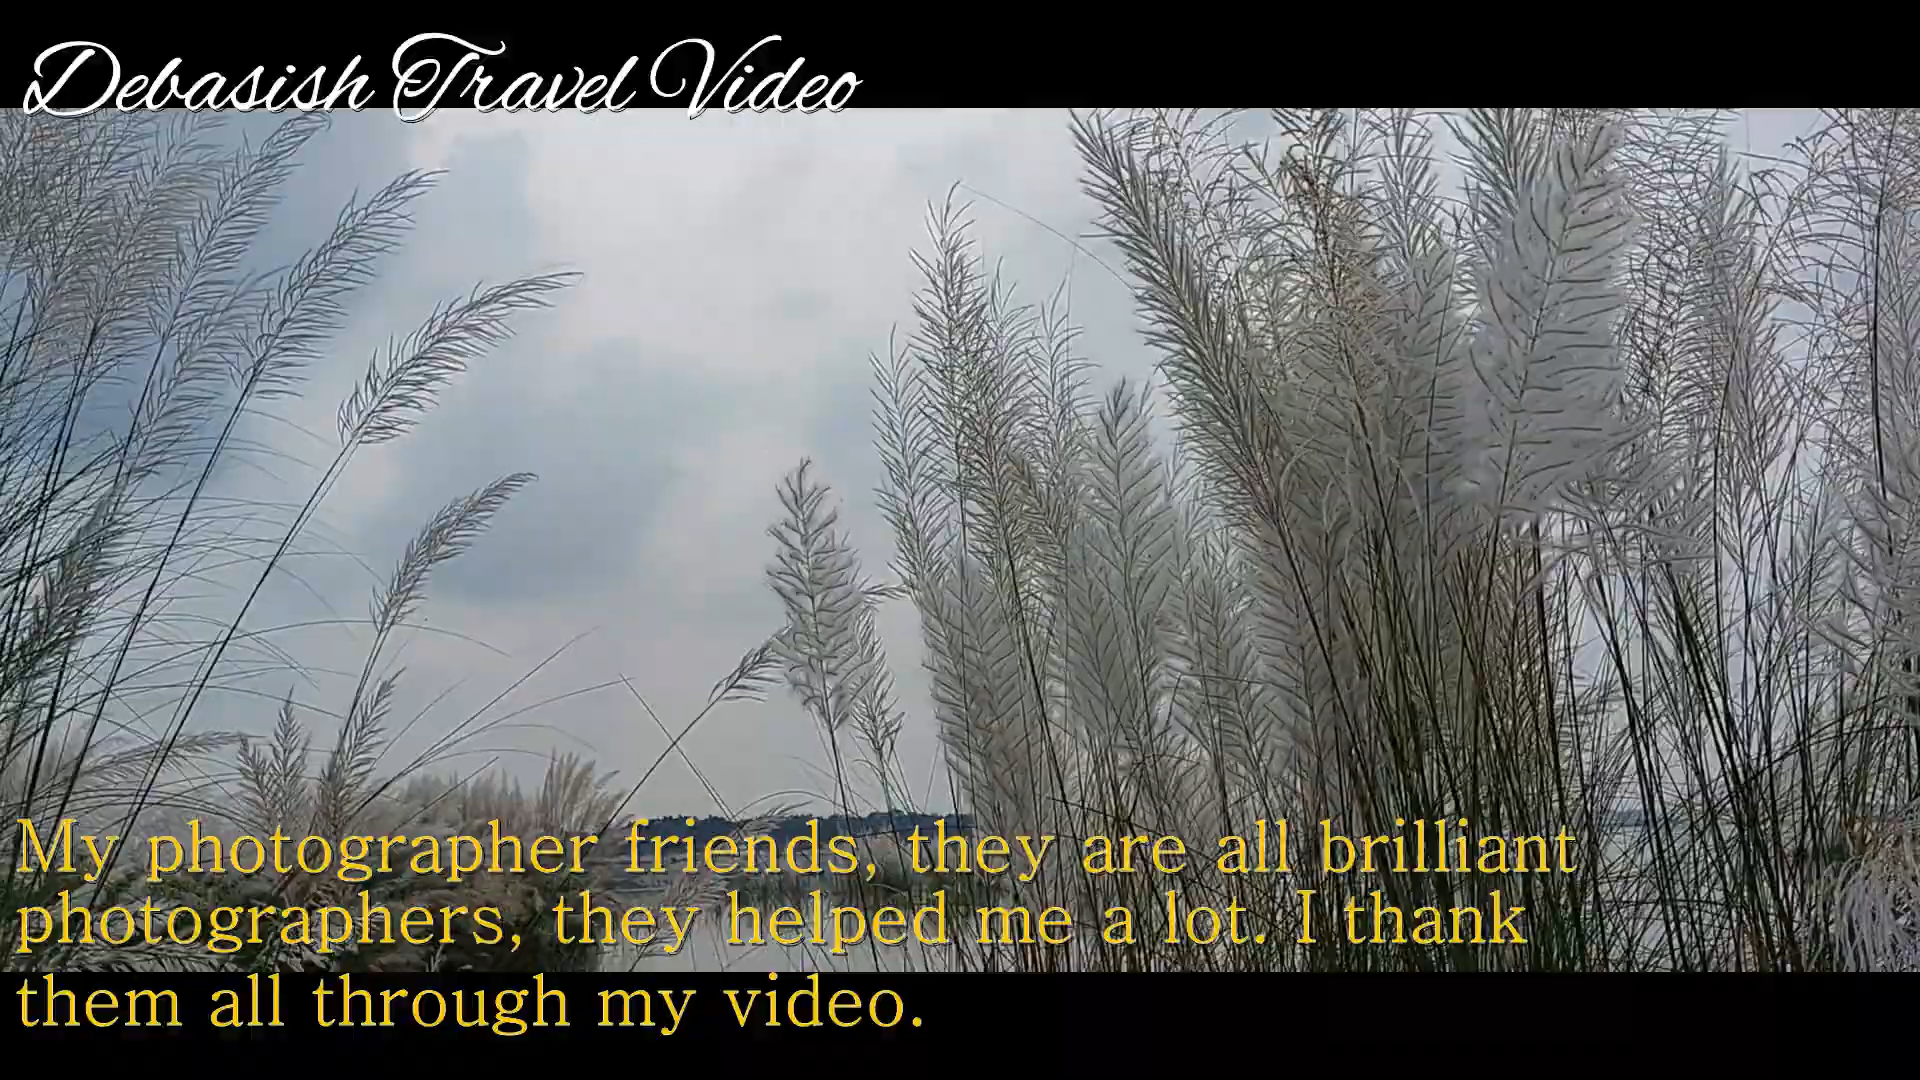 Debasish Travel Video
My photographer friends, they are all brilliant
photographers, they helped me a lot. I thank
them all through my video.